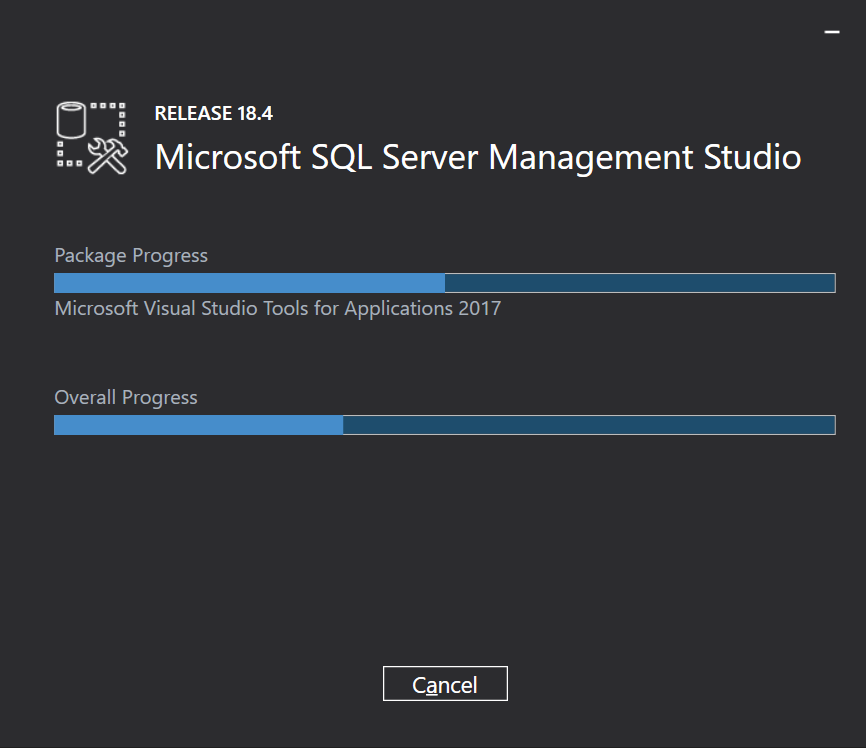 RELEASE 18.4
Microsoft SQL Server Management Studio
Package Progress
Microsoft Visual Studio Tools for Applications 2017
Overall Progress
Cancel